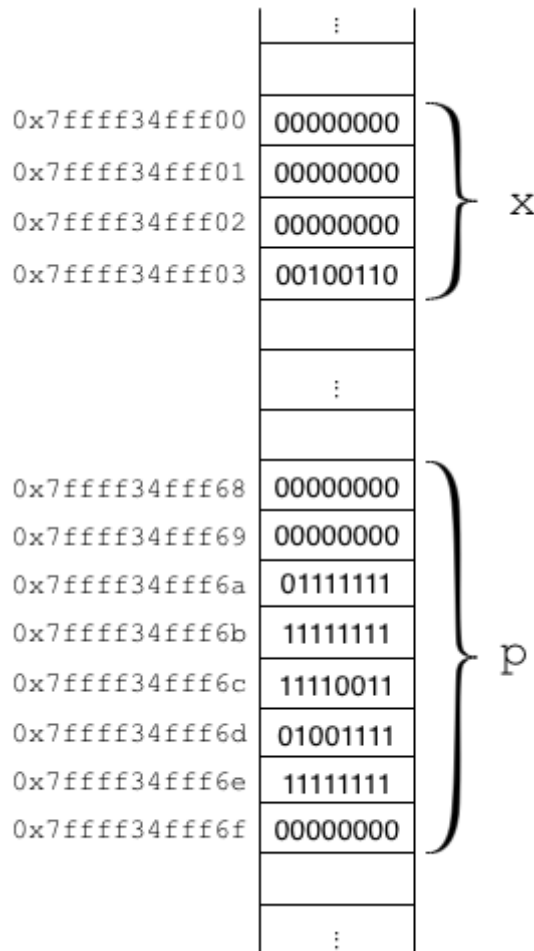 ⋮
0x7ffff34fff00 00000000
0x7ffff34fff01 00000000
x
0x7ffff34fff02 00000000
0x7ffff34fff03 00100110
⋮
0x7ffff34fff68 00000000
0x7ffff34fff69 00000000
0x7ffff34fff6a 01111111
0x7ffff34fff6b 11111111
p
0x7ffff34fff6c 11110011
0x7ffff34fff6d 01001111
0x7ffff34fff6e 11111111
0x7ffff34fff6f 00000000
⋮